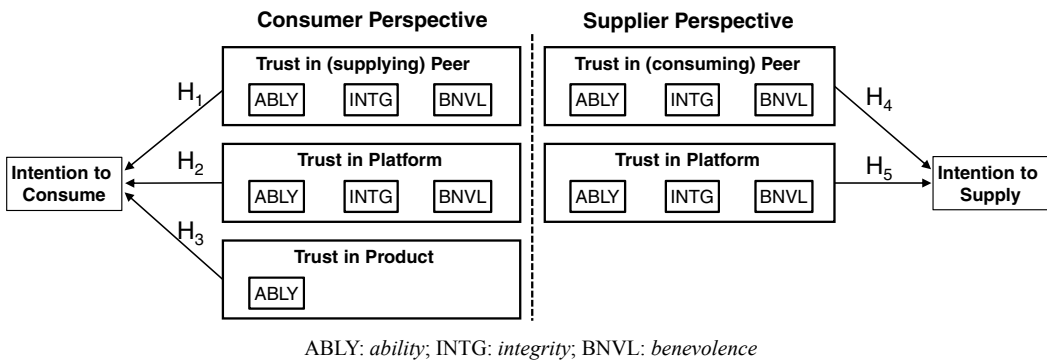 Consumer Perspective
Supplier Perspective
Trust in (supplying) Peer
ABLY INTG BNVL
Trust in (consuming) Peer
ABLY INTG BNVL
H1
H4
Trust in Platform
ABLY INTG BNVL
Trust in Platform
ABLY INTG BNVL
H2
H5
Intention to
Consume
Intention to
Supply
H3
Trust in Product
ABLY
ABLY: ability; INTG: integrity; BNVL: benevolence